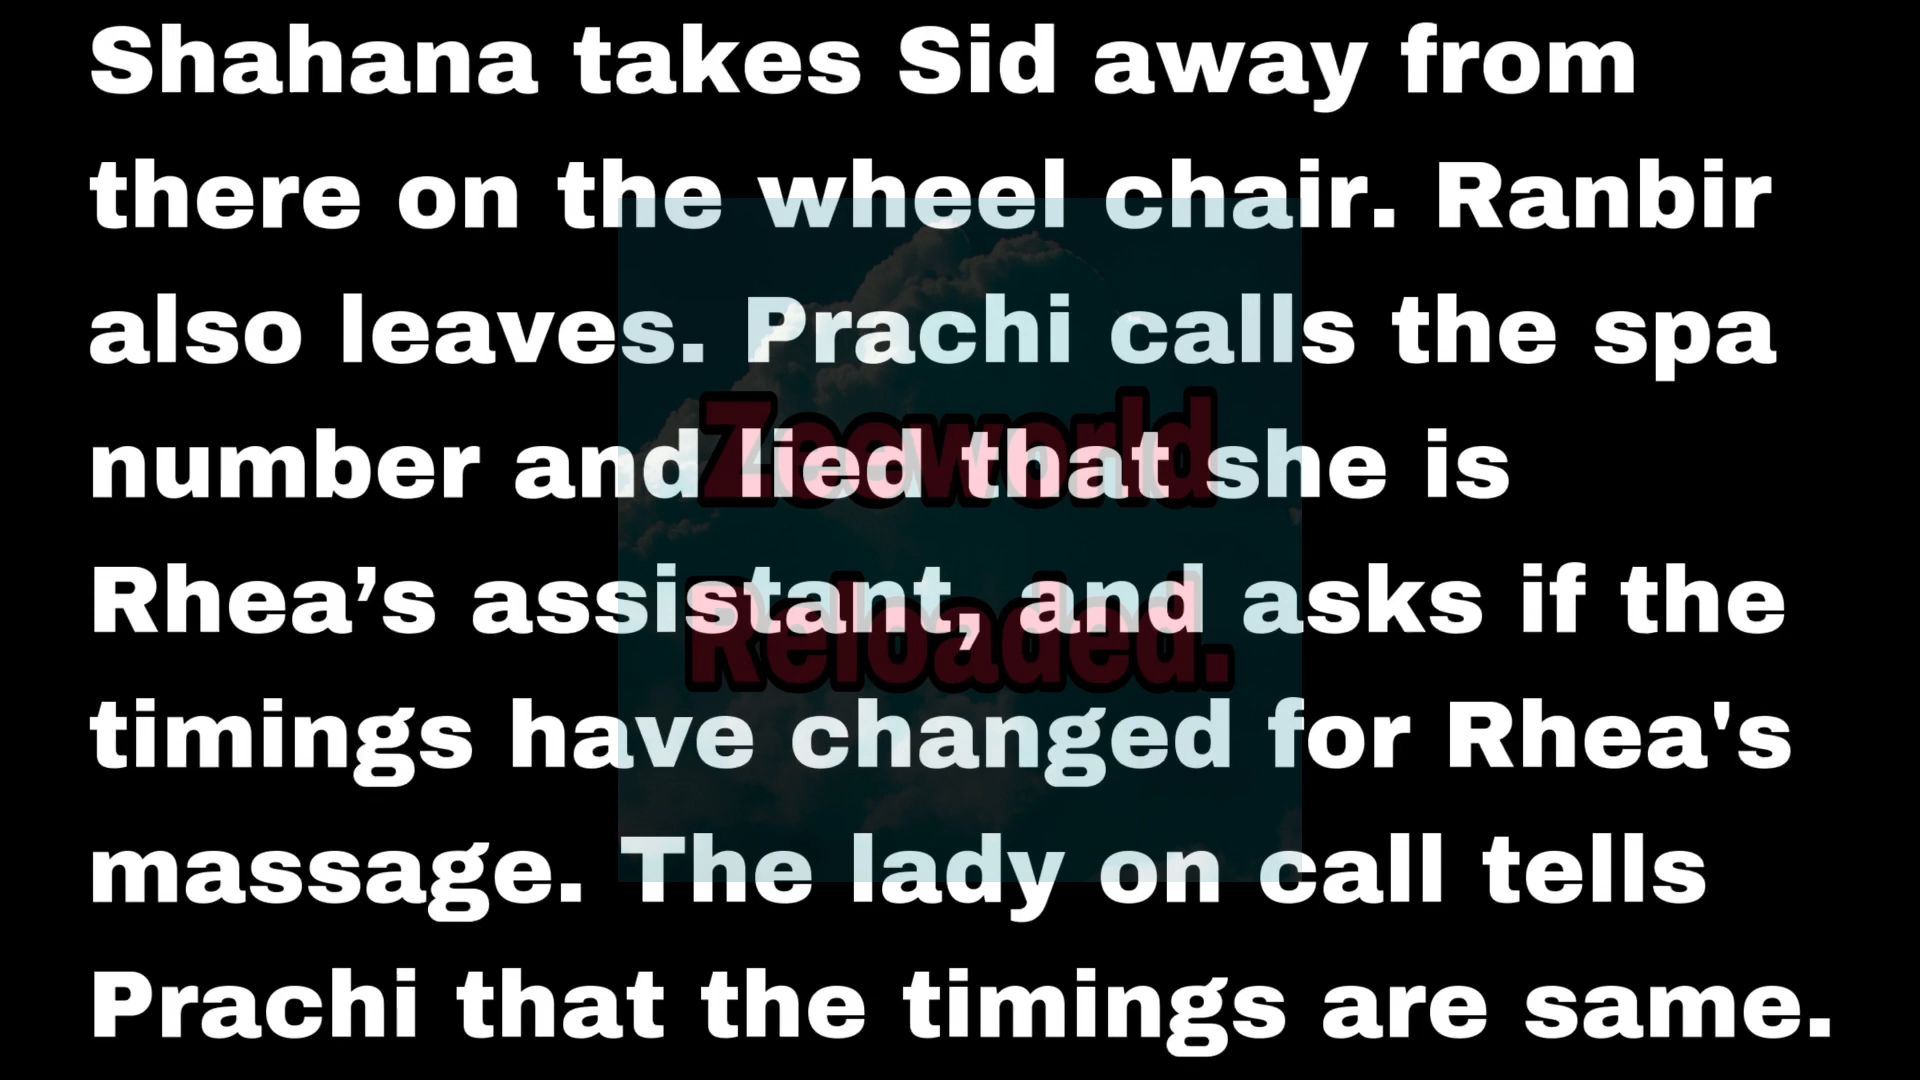 Shahana takes Sid away from
there on the wheel chair. Ranbir
also leaves. Prachi calls the spa
number and lied that she is
Rhea’s assistant, and asks if the
timings have changed for Rhea's
massage. The lady on call tells
Prachi that the timings are same.
Zeeworld
Reloaded.